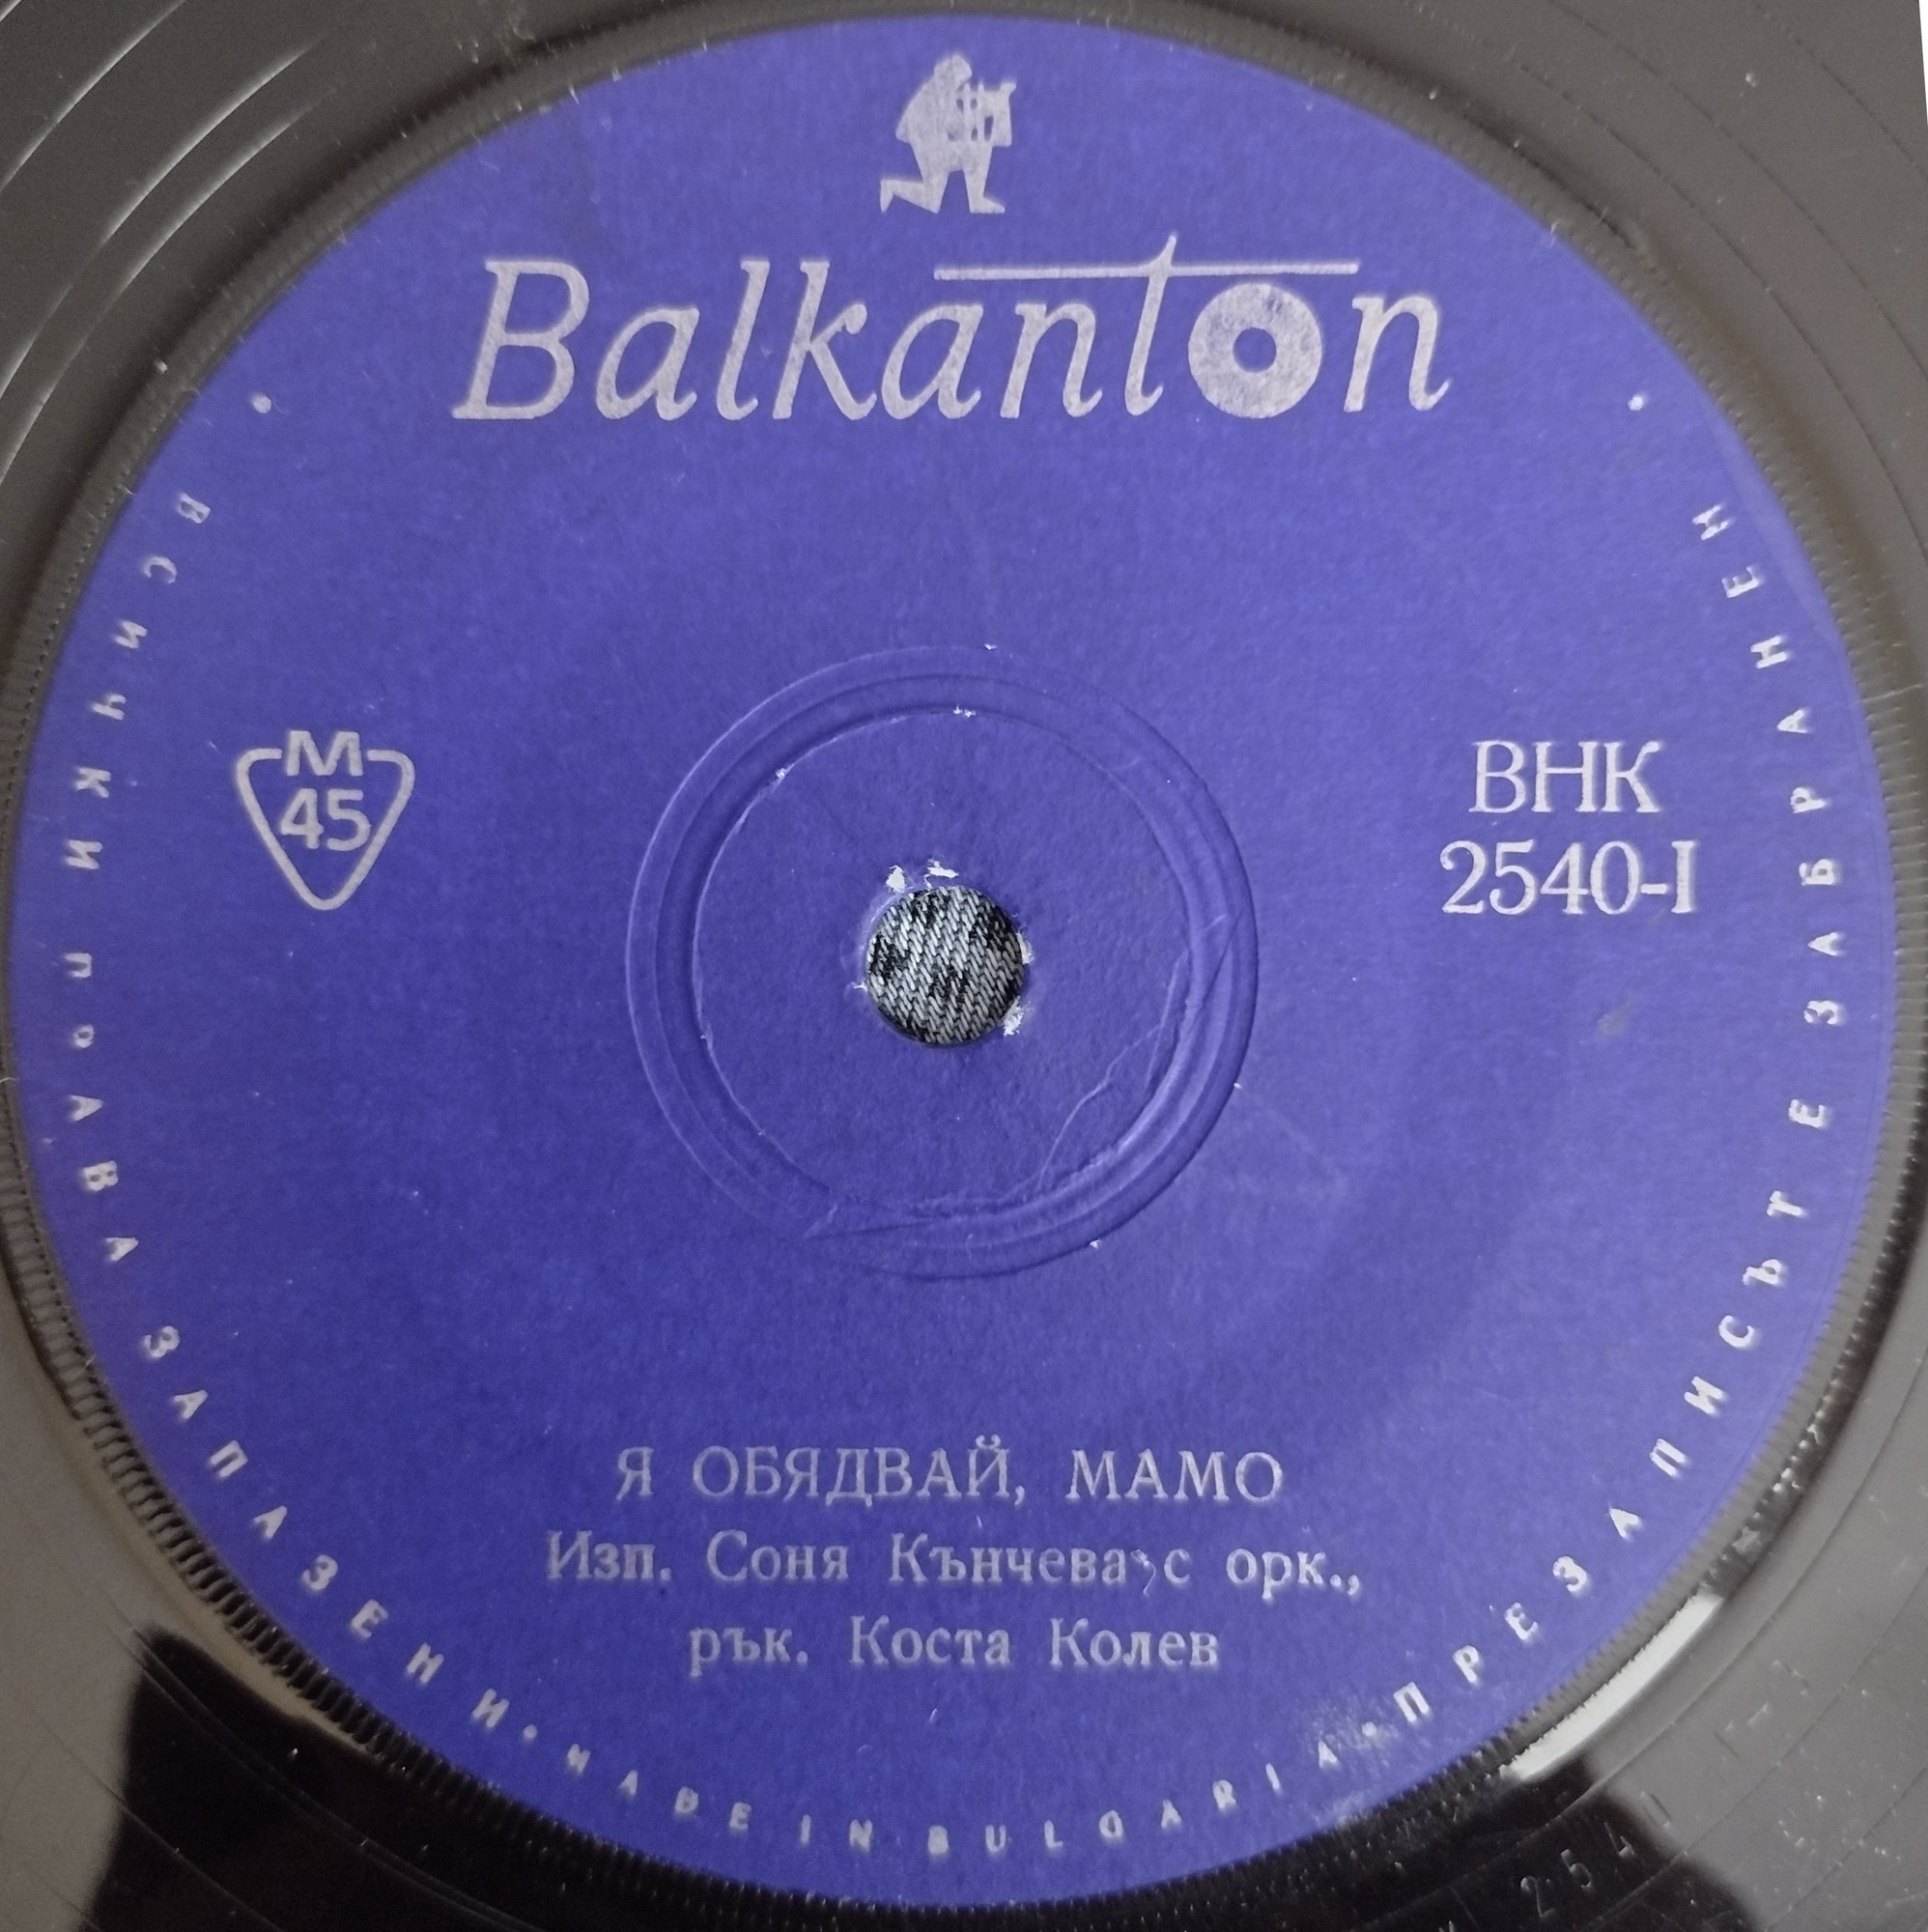 Balkanton
М
45
ВНК
2540-I
Я ОБЯДВАЙ, МАМО
Изп. Соня Кънчева, с орк.,
рък. Коста Колев
ВСИЧКИ ПРАВА ЗАПАЗЕНИ • MADE IN BULGARIA • ПРЕЗАПИСЪТ Е ЗАБРАНЕН